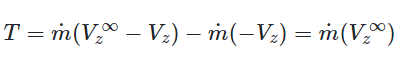 T = ṁ(V_z^∞ − V_z) − ṁ(−V_z) = ṁ(V_z^∞)